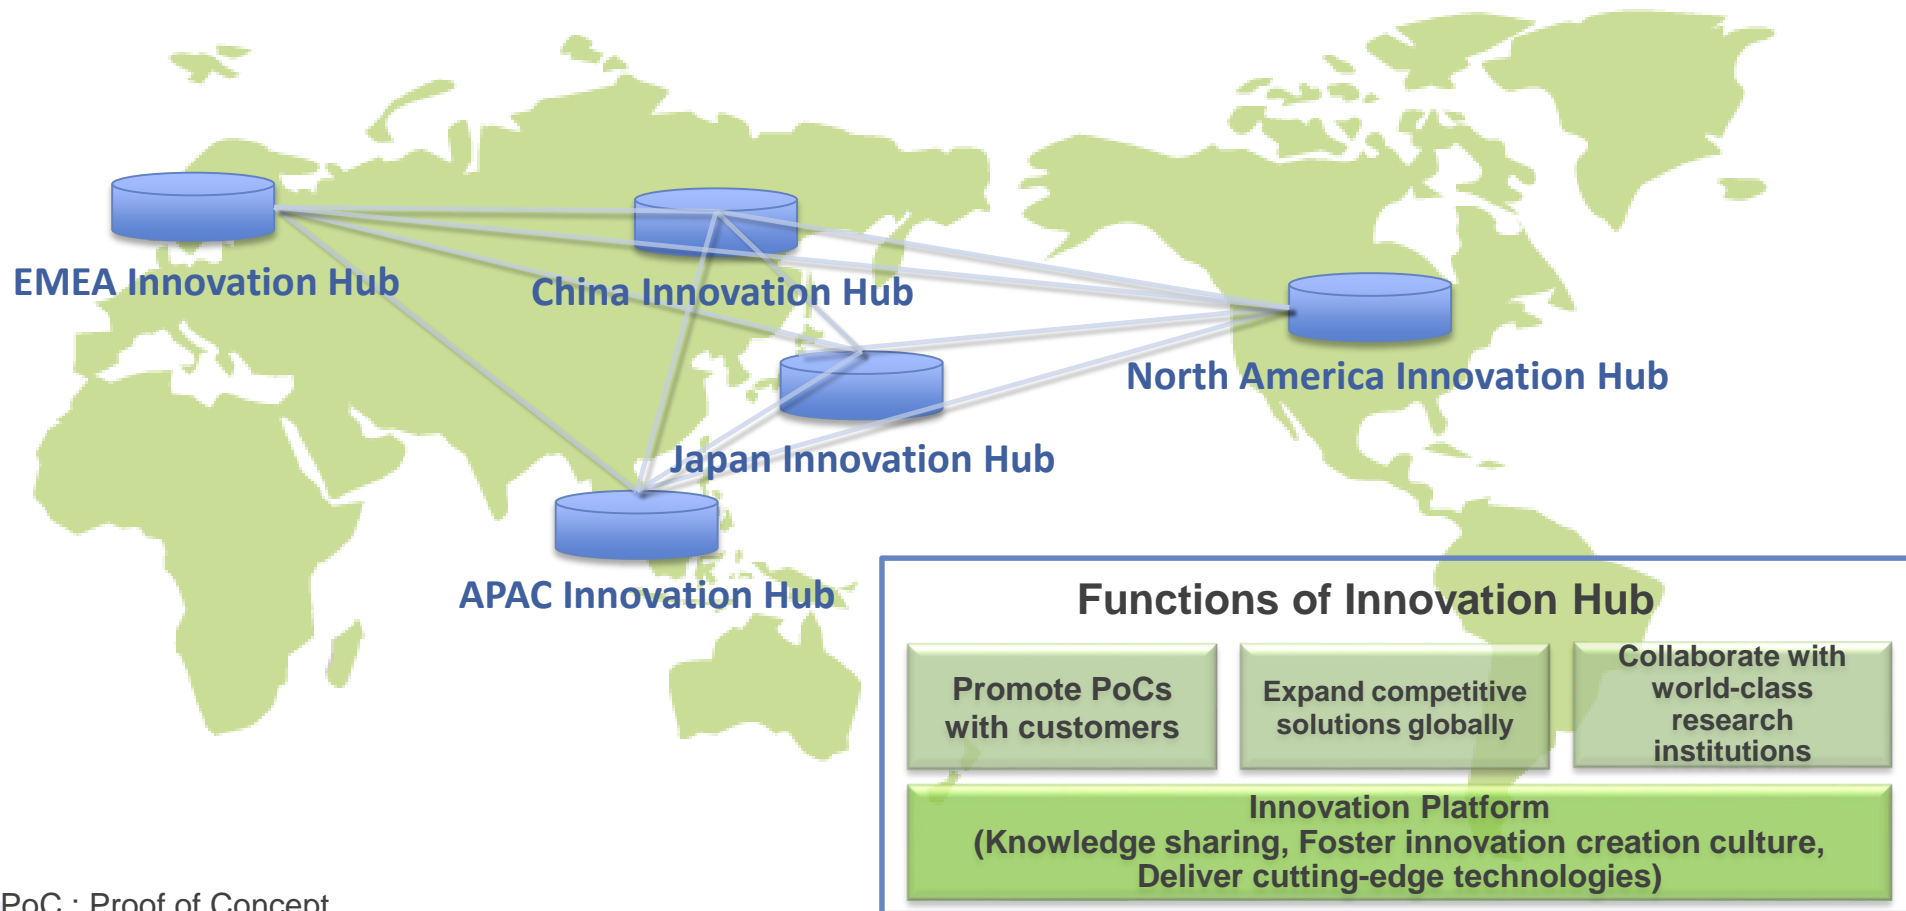 EMEA Innovation Hub
China Innovation Hub
North America Innovation Hub
Japan Innovation Hub
APAC Innovation Hub
Functions of Innovation Hub
Promote PoCs
with customers
Expand competitive
solutions globally
Collaborate with
world-class
research
institutions
Innovation Platform
(Knowledge sharing, Foster innovation creation culture,
Deliver cutting-edge technologies)
PoC : Proof of Concept